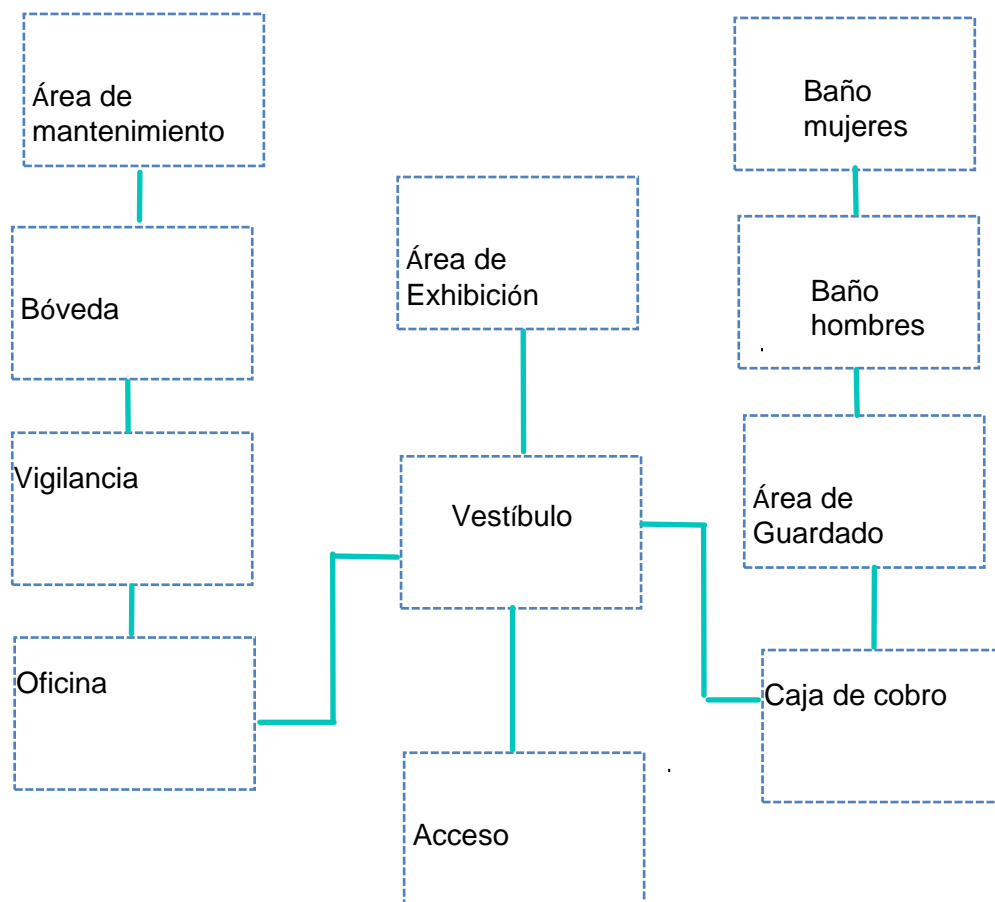 Área de
mantenimiento
Bóveda
Vigilancia
Oficina
Área de
Exhibición
Vestíbulo
Acceso
Baño
mujeres
Baño
hombres
Área de
Guardado
Caja de cobro